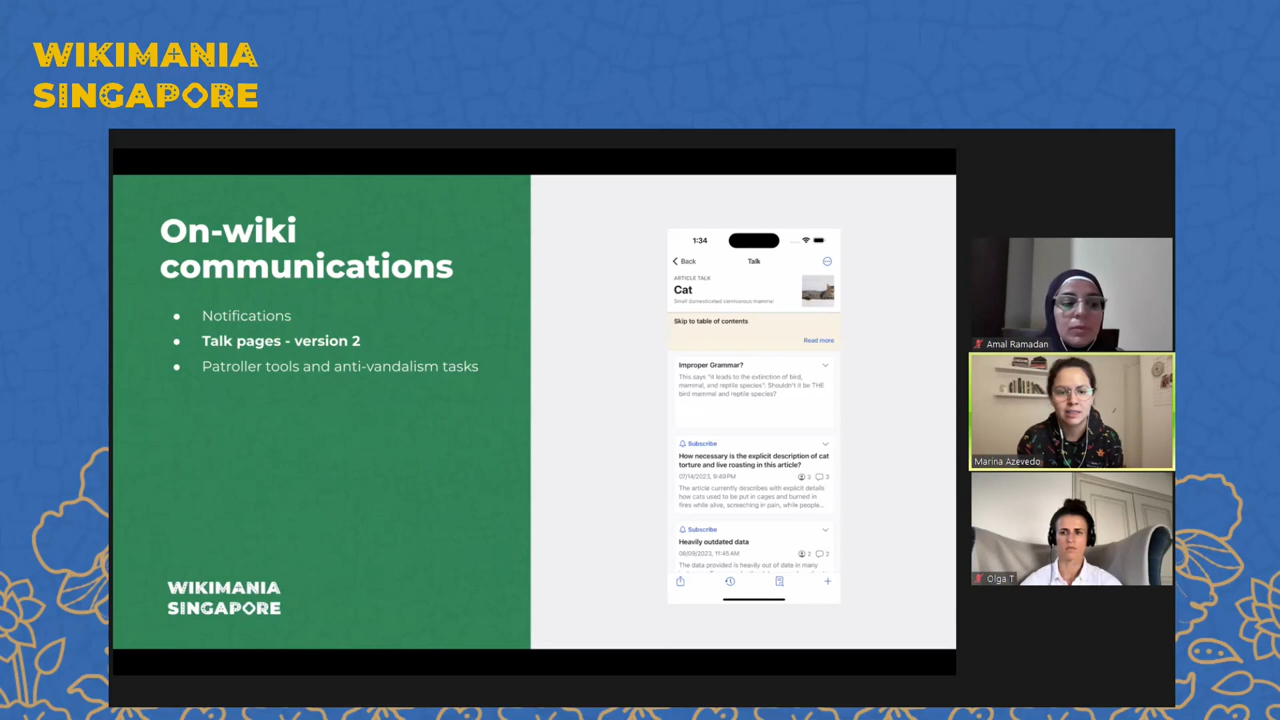 WIKIMANIA
SINGAPORE
On-wiki
communications
● Notifications
● Talk pages - version 2
● Patroller tools and anti-vandalism tasks
WIKIMANIA
SINGAPORE
1:34
Back
Talk
ARTICLE TALK
Cat
Small domesticated carnivorous mammal
Skip to table of contents
Read more
Improper Grammar?
This says "it leads to the extinction of bird,
mammal, and reptile species". Shouldn't it be THE
bird mammal and reptile species?
Subscribe
How necessary is the explicit description of cat
torture and live roasting in this article?
07/14/2023, 9:49 PM
3 3
The article currently describes with explicit details
how cats used to be put in cages and burned in
fires while alive, screeching in pain, while people...
Subscribe
Heavily outdated data
06/09/2023, 11:45 AM
2 2
The data provided is heavily out of date in many
Amal Ramadan
Marina Azevedo
Olga T